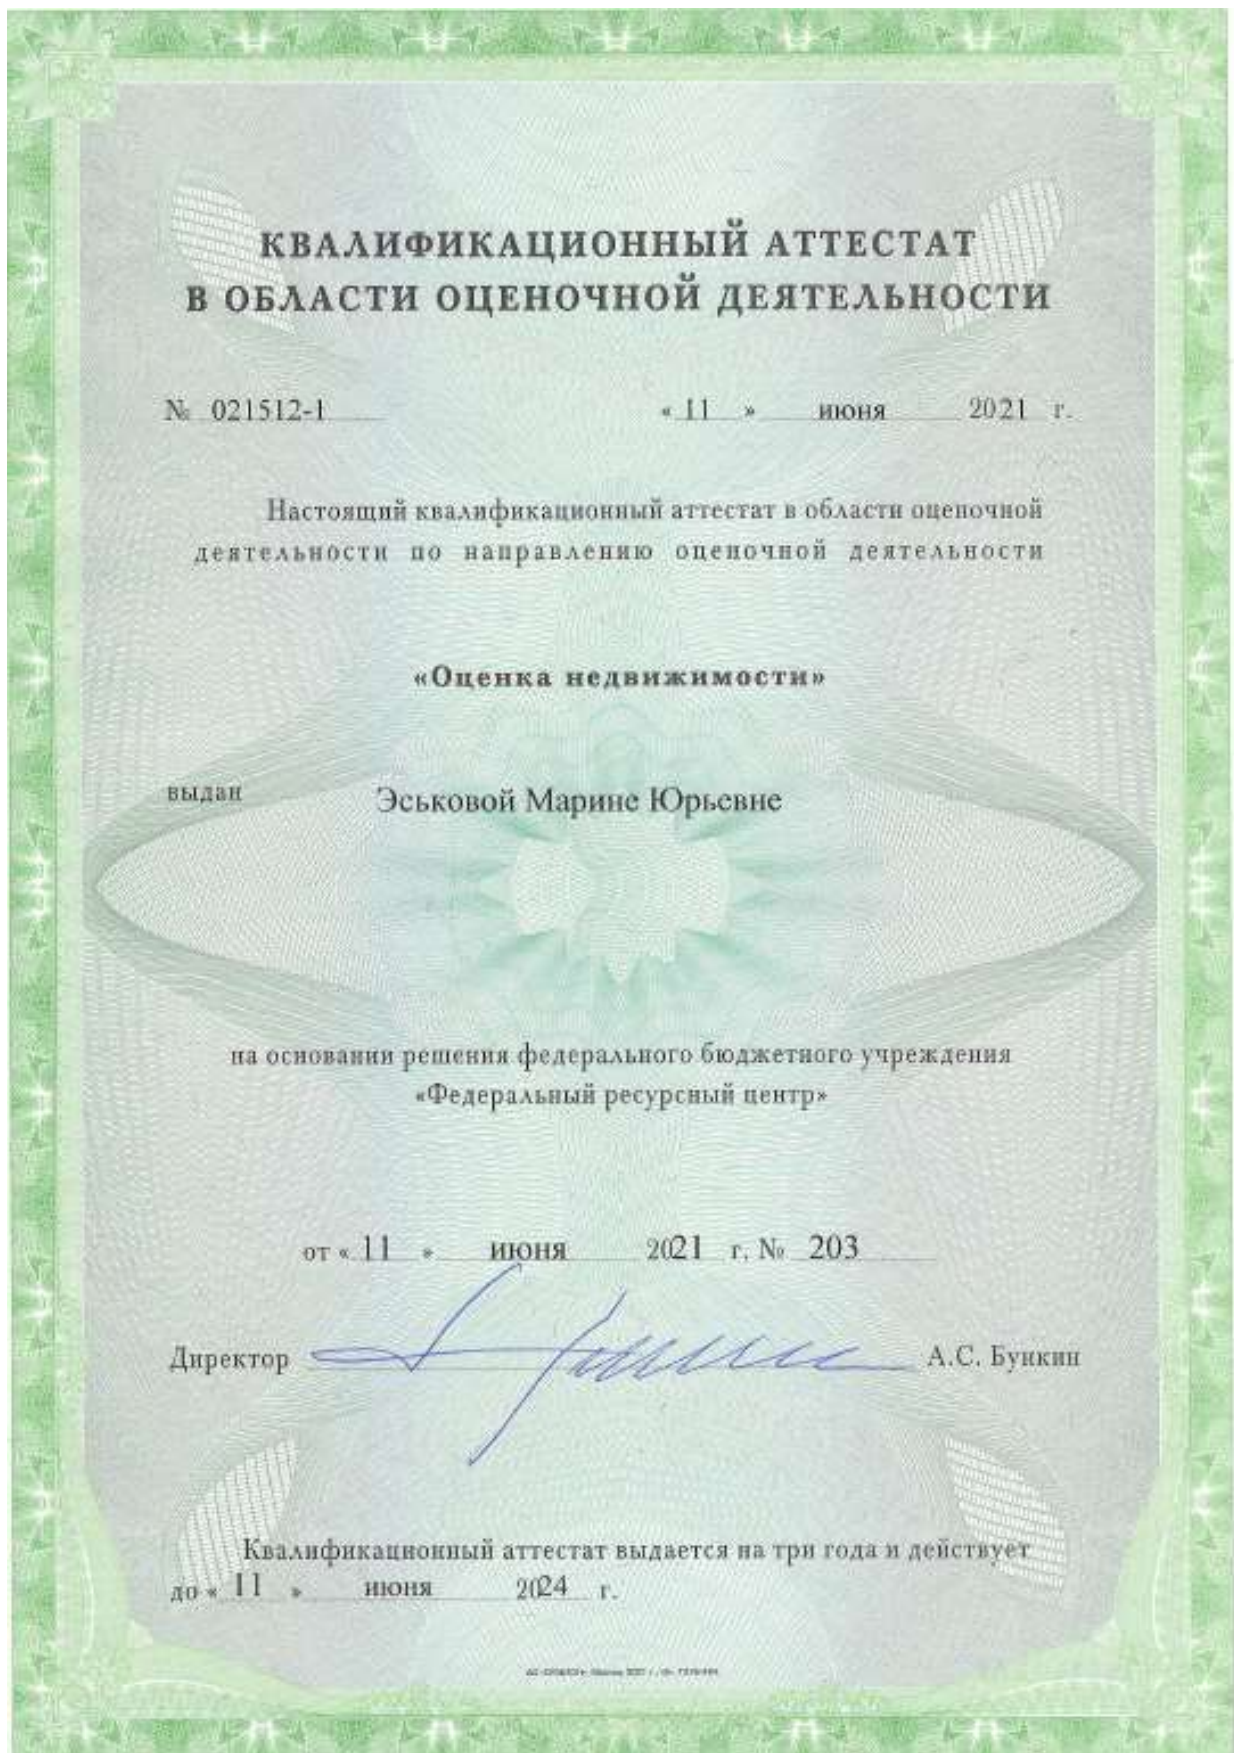 КВАЛИФИКАЦИОННЫЙ АТТЕСТАТ
В ОБЛАСТИ ОЦЕНОЧНОЙ ДЕЯТЕЛЬНОСТИ
№ 021512-1 « 11 » июня 2021 г.
Настоящий квалификационный аттестат в области оценочной
деятельности по направлению оценочной деятельности
«Оценка недвижимости»
выдан Эськовой Марине Юрьевне
на основании решения федерального бюджетного учреждения
«Федеральный ресурсный центр»
от « 11 » июня 2021 г. № 203
Директор А.С. Бункин
Квалификационный аттестат выдается на три года и действует
до « 11 » июня 2024 г.